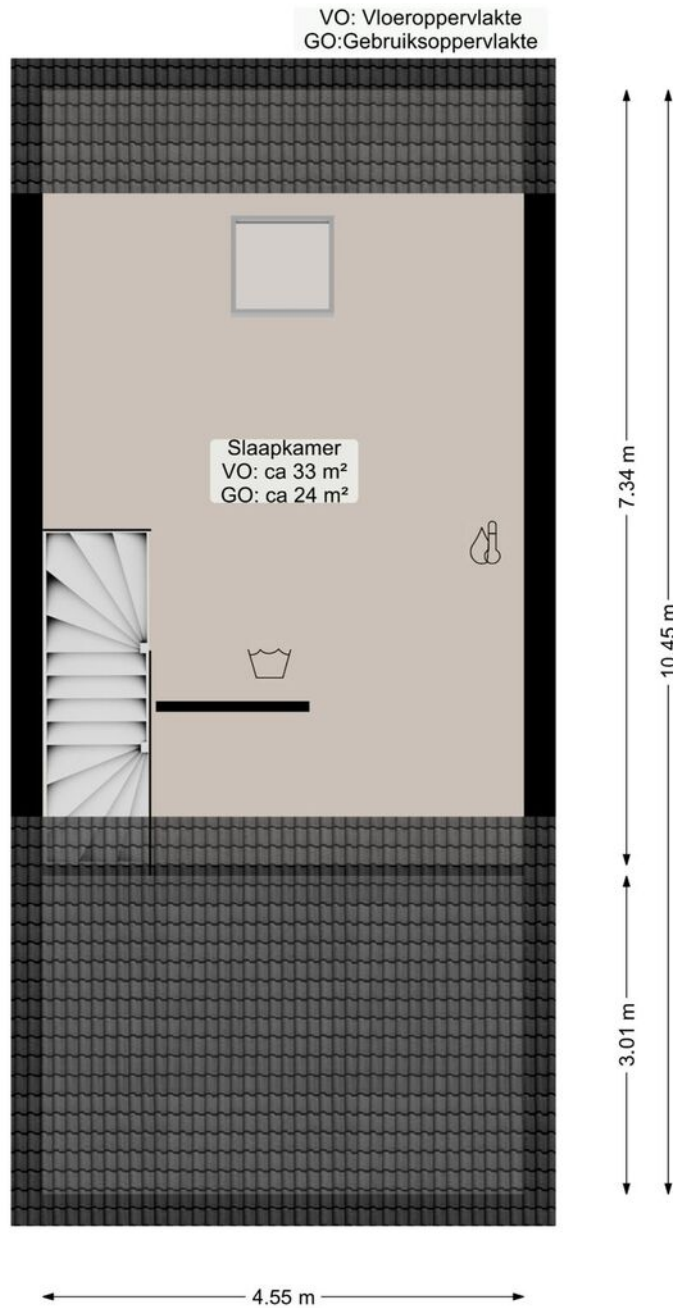 VO: Vloeroppervlakte
GO:Gebruiksoppervlakte
Slaapkamer
VO: ca 33 m²
GO: ca 24 m²
7.34 m
10.45 m
3.01 m
4.55 m